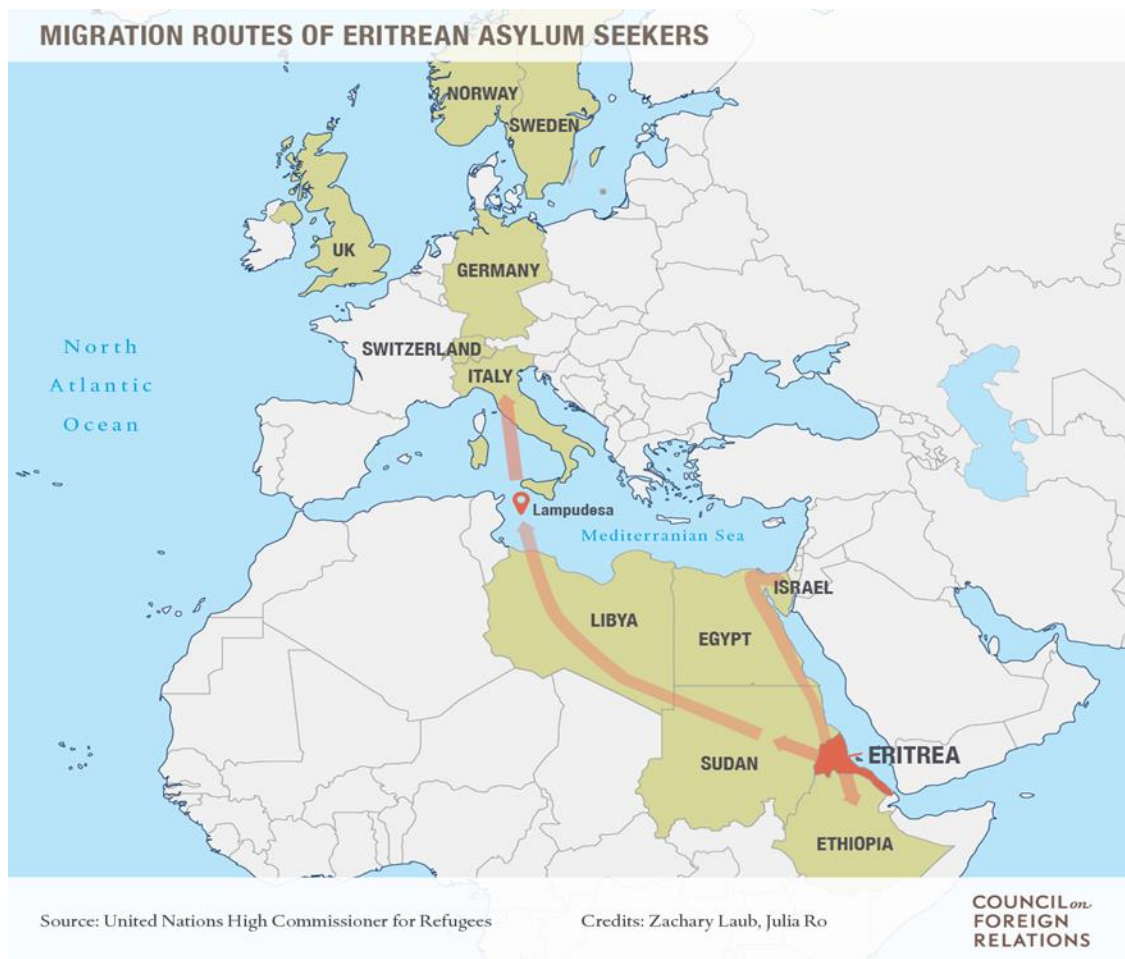 MIGRATION ROUTES OF ERITREAN ASYLUM SEEKERS
NORWAY
SWEDEN
UK
GERMANY
North
Atlantic
Ocean
SWITZERLAND
ITALY
Lampudesa
Mediterranian Sea
ISRAEL
LIBYA
EGYPT
ERITREA
SUDAN
ETHIOPIA
Source: United Nations High Commissioner for Refugees
Credits: Zachary Laub, Julia Ro
COUNCIL on
FOREIGN
RELATIONS